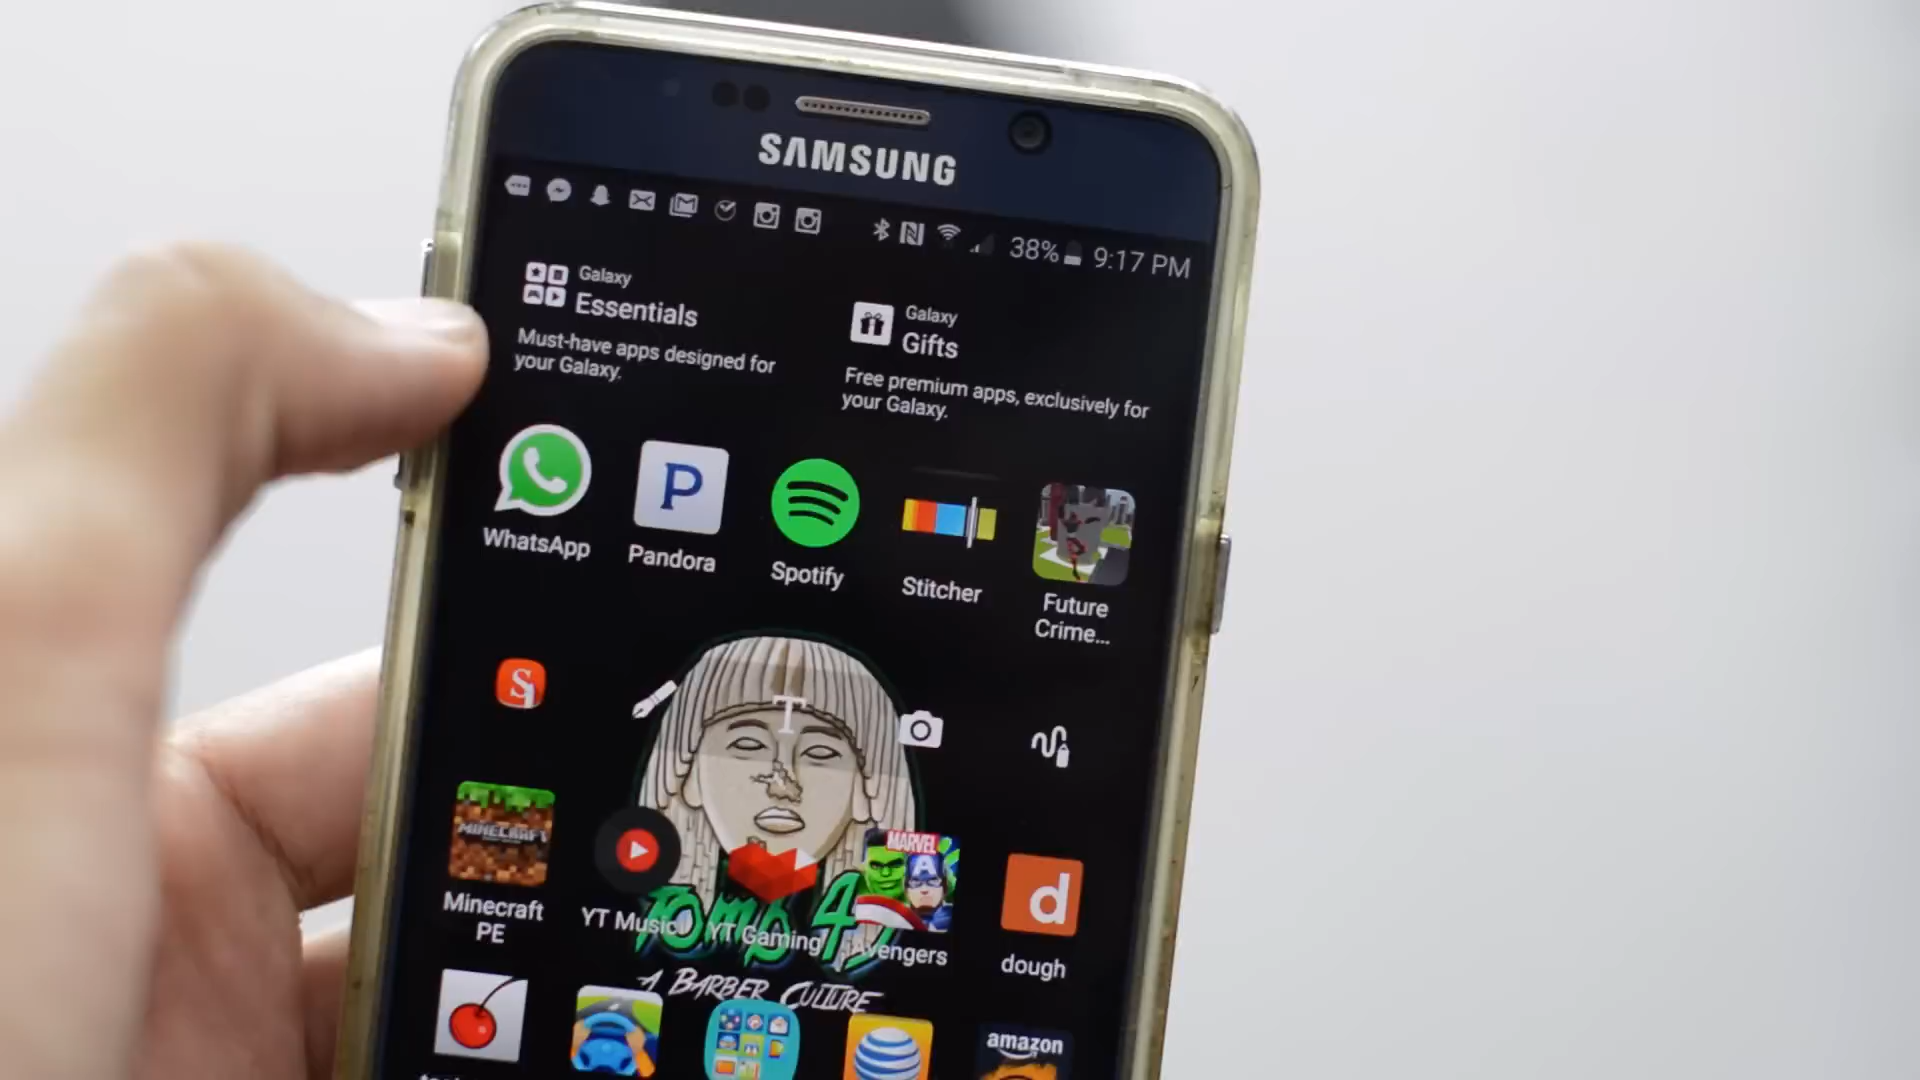 SAMSUNG
38% 9:17 PM
Galaxy
Essentials
Must-have apps designed for
your Galaxy.
Galaxy
Gifts
Free premium apps, exclusively for
your Galaxy.
P
WhatsApp
Pandora
Spotify
Stitcher
Future
Crime...
S
T
MINECRAFT
MARVEL
d
Minecraft
PE
YT Music
YT Gaming
Avengers
dough
A BARBER CULTURE
amazon